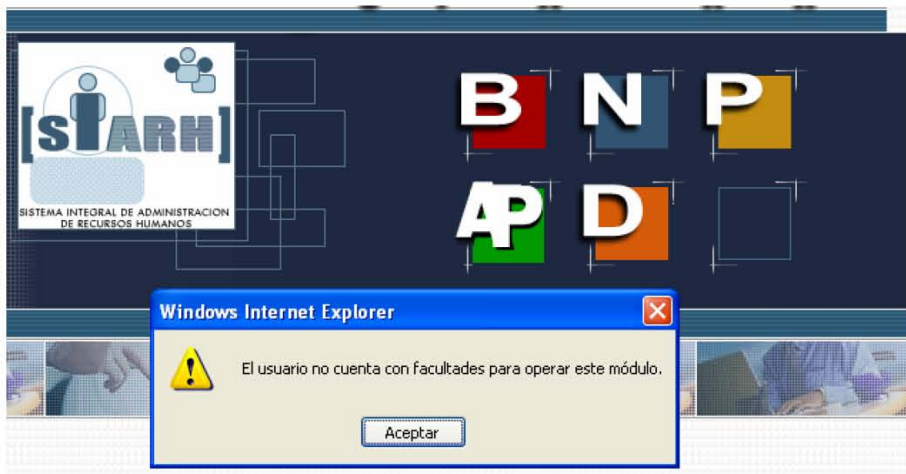 [SIARH]
SISTEMA INTEGRAL DE ADMINISTRACION
DE RECURSOS HUMANOS
B N P
AP D
Windows Internet Explorer
El usuario no cuenta con facultades para operar este módulo.
Aceptar